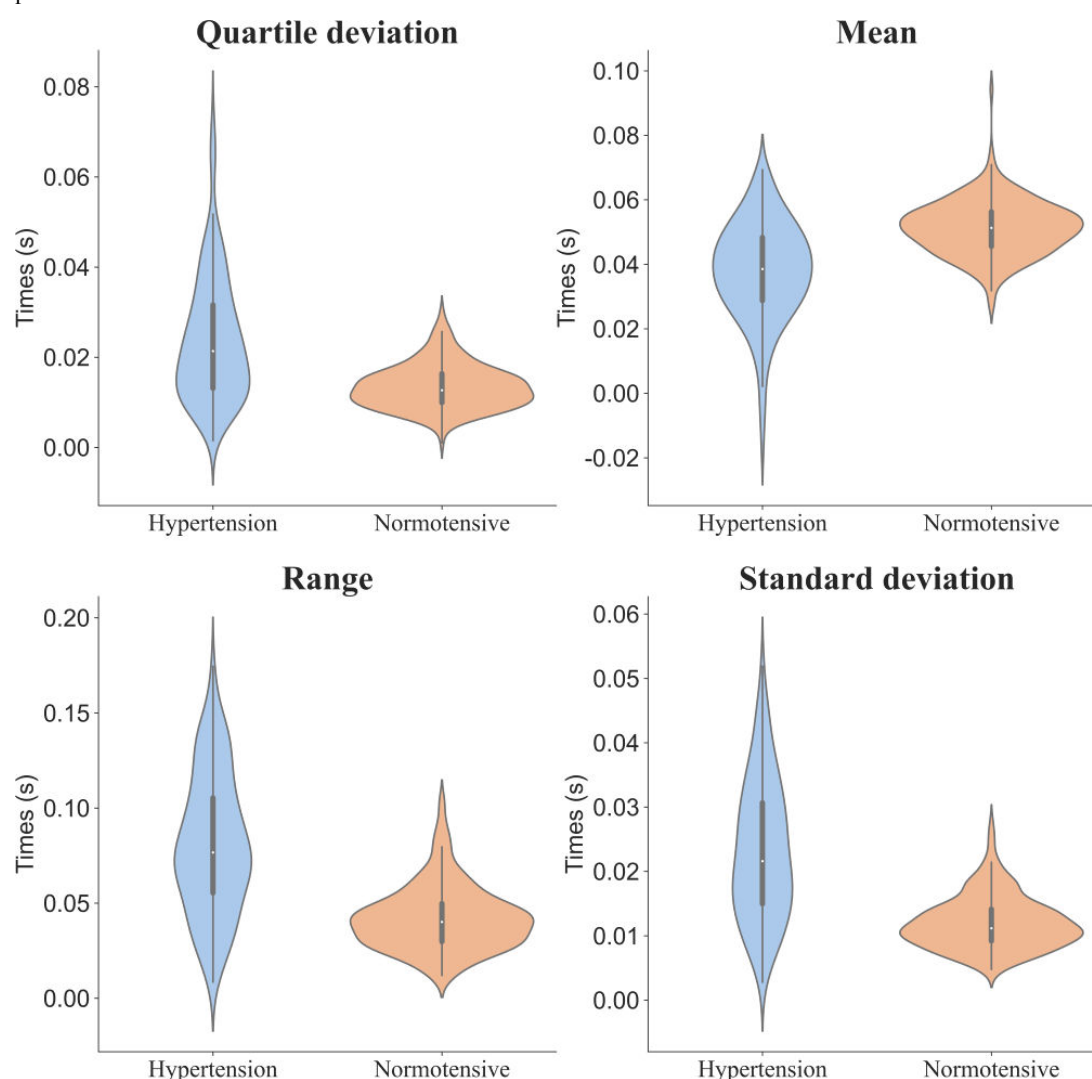 Quartile deviation
0.08
0.06
0.04
0.02
0.00
Times (s)
Hypertension Normotensive
Mean
0.10
0.08
0.06
0.04
0.02
0.00
-0.02
Times (s)
Hypertension Normotensive
Range
0.20
0.15
0.10
0.05
0.00
Times (s)
Hypertension Normotensive
Standard deviation
0.06
0.05
0.04
0.03
0.02
0.01
0.00
Times (s)
Hypertension Normotensive